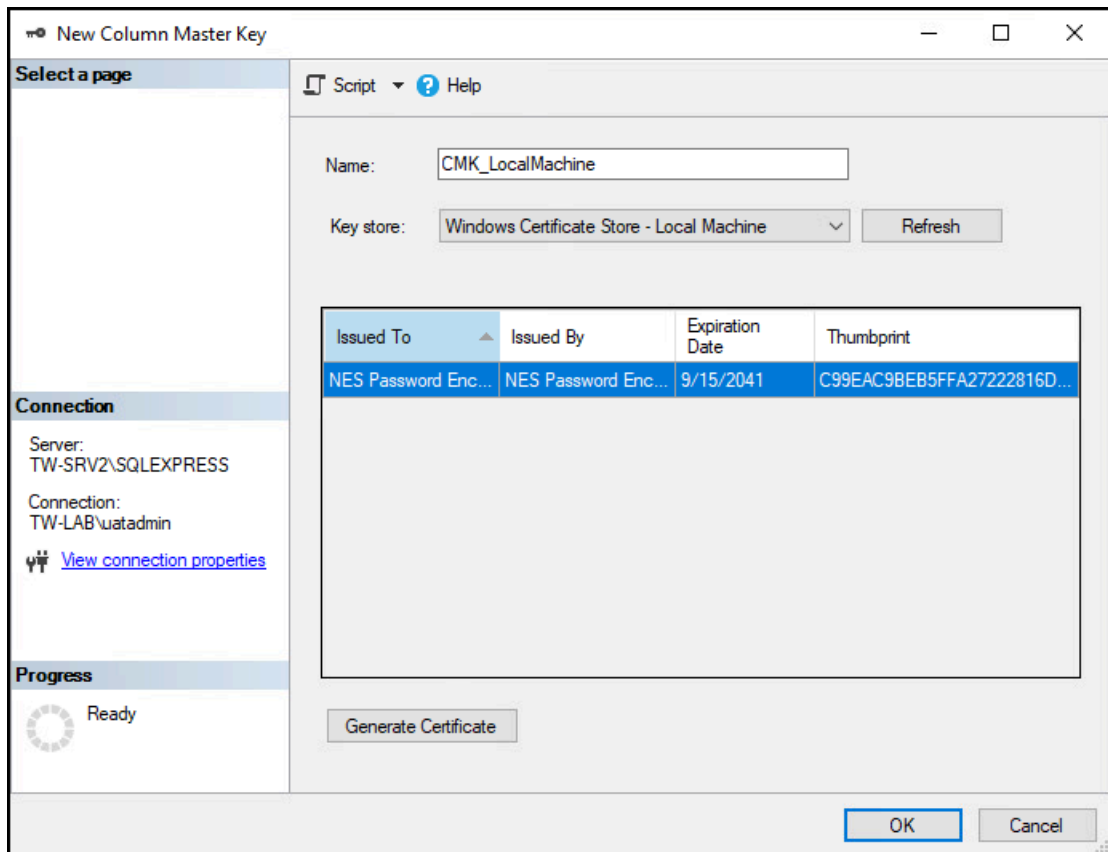 New Column Master Key
Select a page
Script
Help
Name:
CMK_LocalMachine
Key store:
Windows Certificate Store - Local Machine
Refresh
Issued To
Issued By
Expiration
Date
Thumbprint
NES Password Enc...
NES Password Enc...
9/15/2041
C99EAC9BEB5FFA27222816D...
Connection
Server:
TW-SRV2\SQLEXPRESS
Connection:
TW-LAB\uatadmin
View connection properties
Progress
Ready
Generate Certificate
OK
Cancel